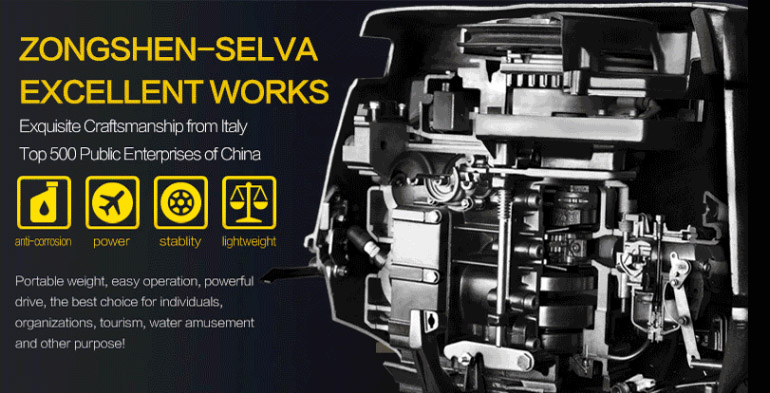 ZONGSHEN-SELVA
EXCELLENT WORKS
Exquisite Craftsmanship from Italy
Top 500 Public Enterprises of China
anti-corrosion power stablity lightweight
Portable weight, easy operation, powerful
drive, the best choice for individuals,
organizations, tourism, water amusement
and other purpose!